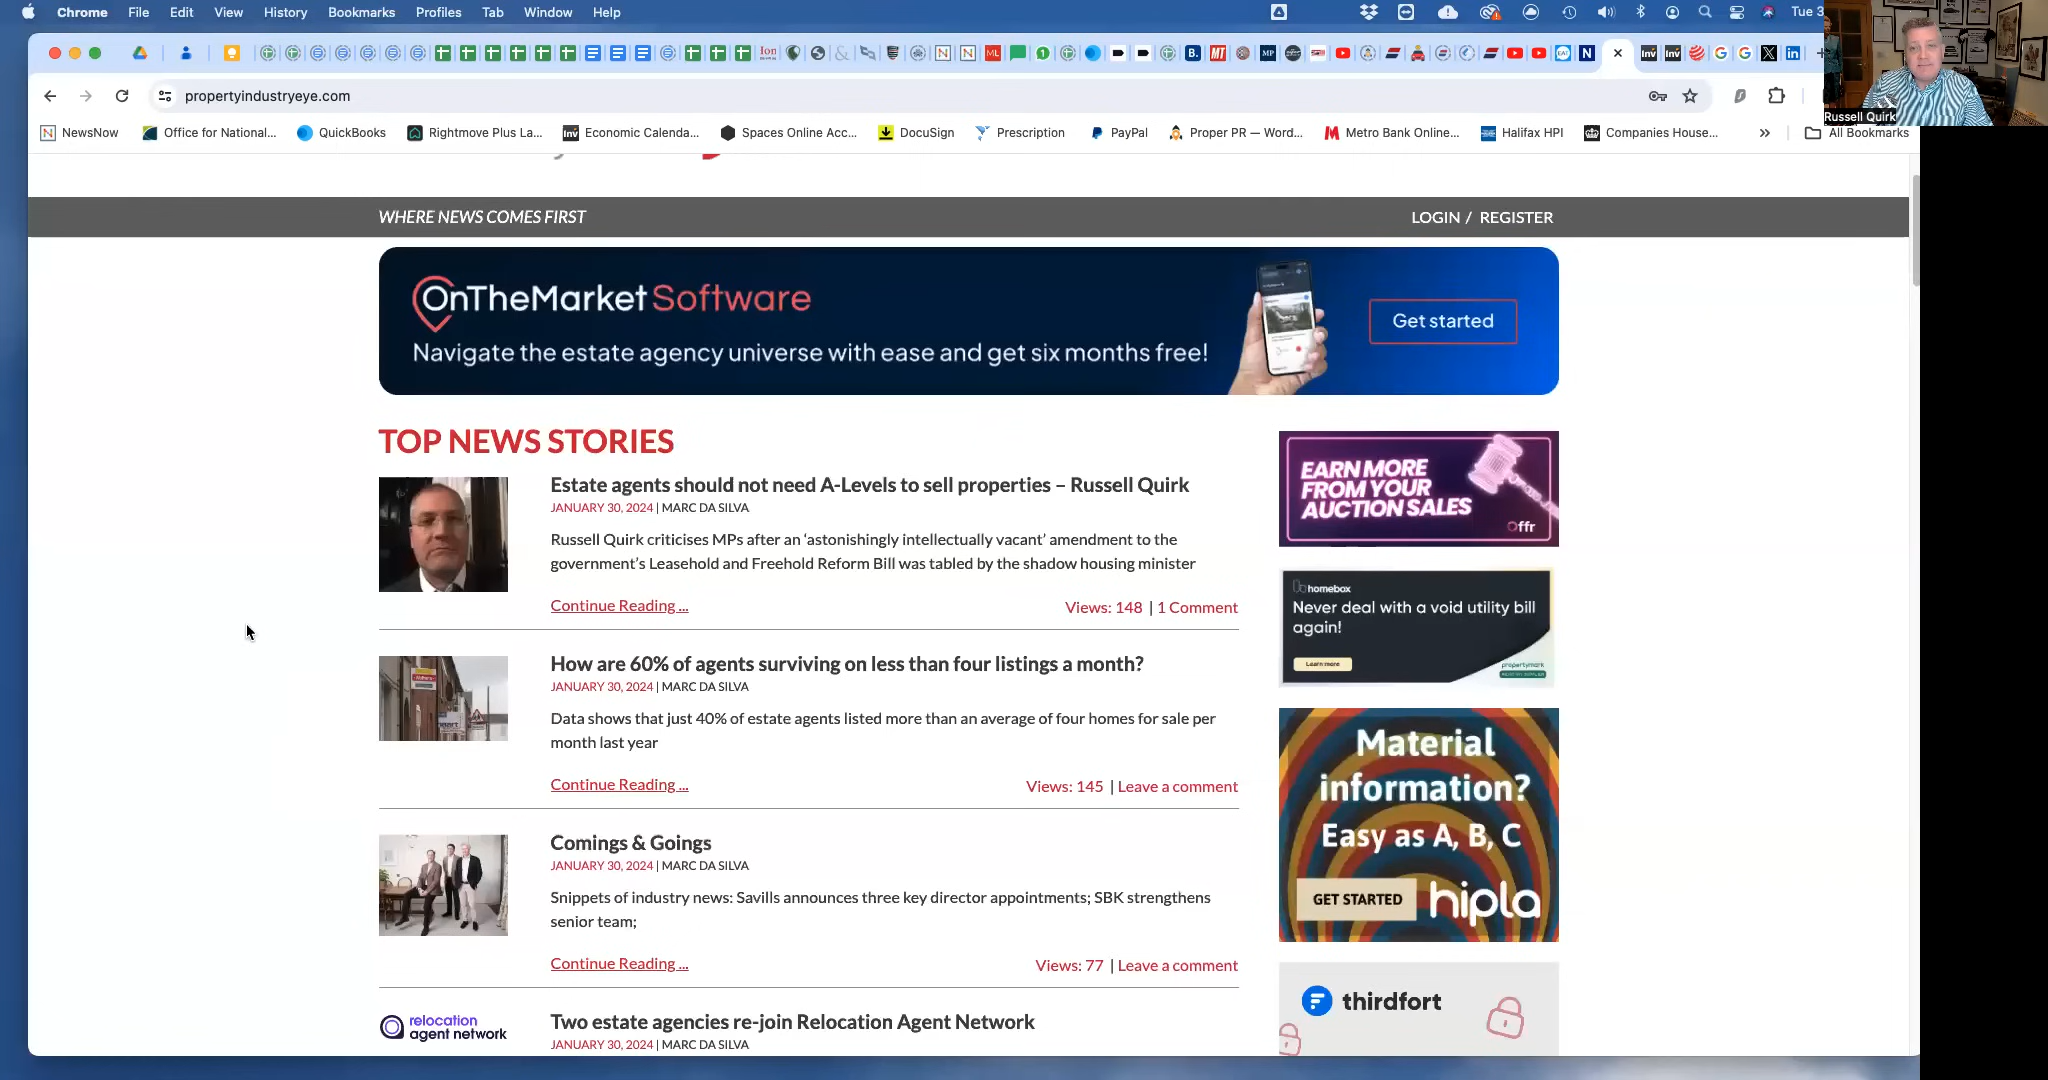 Chrome File Edit View History Bookmarks Profiles Tab Window Help
Tue 3
propertyindustryeye.com
Russell Quirk
NewsNow Office for National... QuickBooks Rightmove Plus La... Economic Calenda... Spaces Online Acc... DocuSign Prescription PayPal Proper PR — Word... Metro Bank Online... Halifax HPI Companies House... » All Bookmarks
WHERE NEWS COMES FIRST
LOGIN / REGISTER
OnTheMarket Software
Navigate the estate agency universe with ease and get six months free!
Get started
TOP NEWS STORIES
Estate agents should not need A-Levels to sell properties – Russell Quirk
JANUARY 30, 2024 | MARC DA SILVA
Russell Quirk criticises MPs after an ‘astonishingly intellectually vacant’ amendment to the
government’s Leasehold and Freehold Reform Bill was tabled by the shadow housing minister
Continue Reading ...
Views: 148 | 1 Comment
How are 60% of agents surviving on less than four listings a month?
JANUARY 30, 2024 | MARC DA SILVA
Data shows that just 40% of estate agents listed more than an average of four homes for sale per
month last year
Continue Reading ...
Views: 145 | Leave a comment
Comings & Goings
JANUARY 30, 2024 | MARC DA SILVA
Snippets of industry news: Savills announces three key director appointments; SBK strengthens
senior team;
Continue Reading ...
Views: 77 | Leave a comment
relocation
agent network
Two estate agencies re-join Relocation Agent Network
JANUARY 30, 2024 | MARC DA SILVA
EARN MORE
FROM YOUR
AUCTION SALES
Offr
homebox
Never deal with a void utility bill
again!
Learn more
propertymark
Material
information?
Easy as A, B, C
GET STARTED
hipla
thirdfort